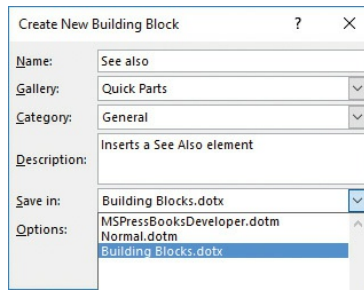 Create New Building Block ? ×
Name: See also
Gallery: Quick Parts
Category: General
Description: Inserts a See Also element
Save in: Building Blocks.dotx
Options: MSPressBooksDeveloper.dotm
Normal.dotm
Building Blocks.dotx